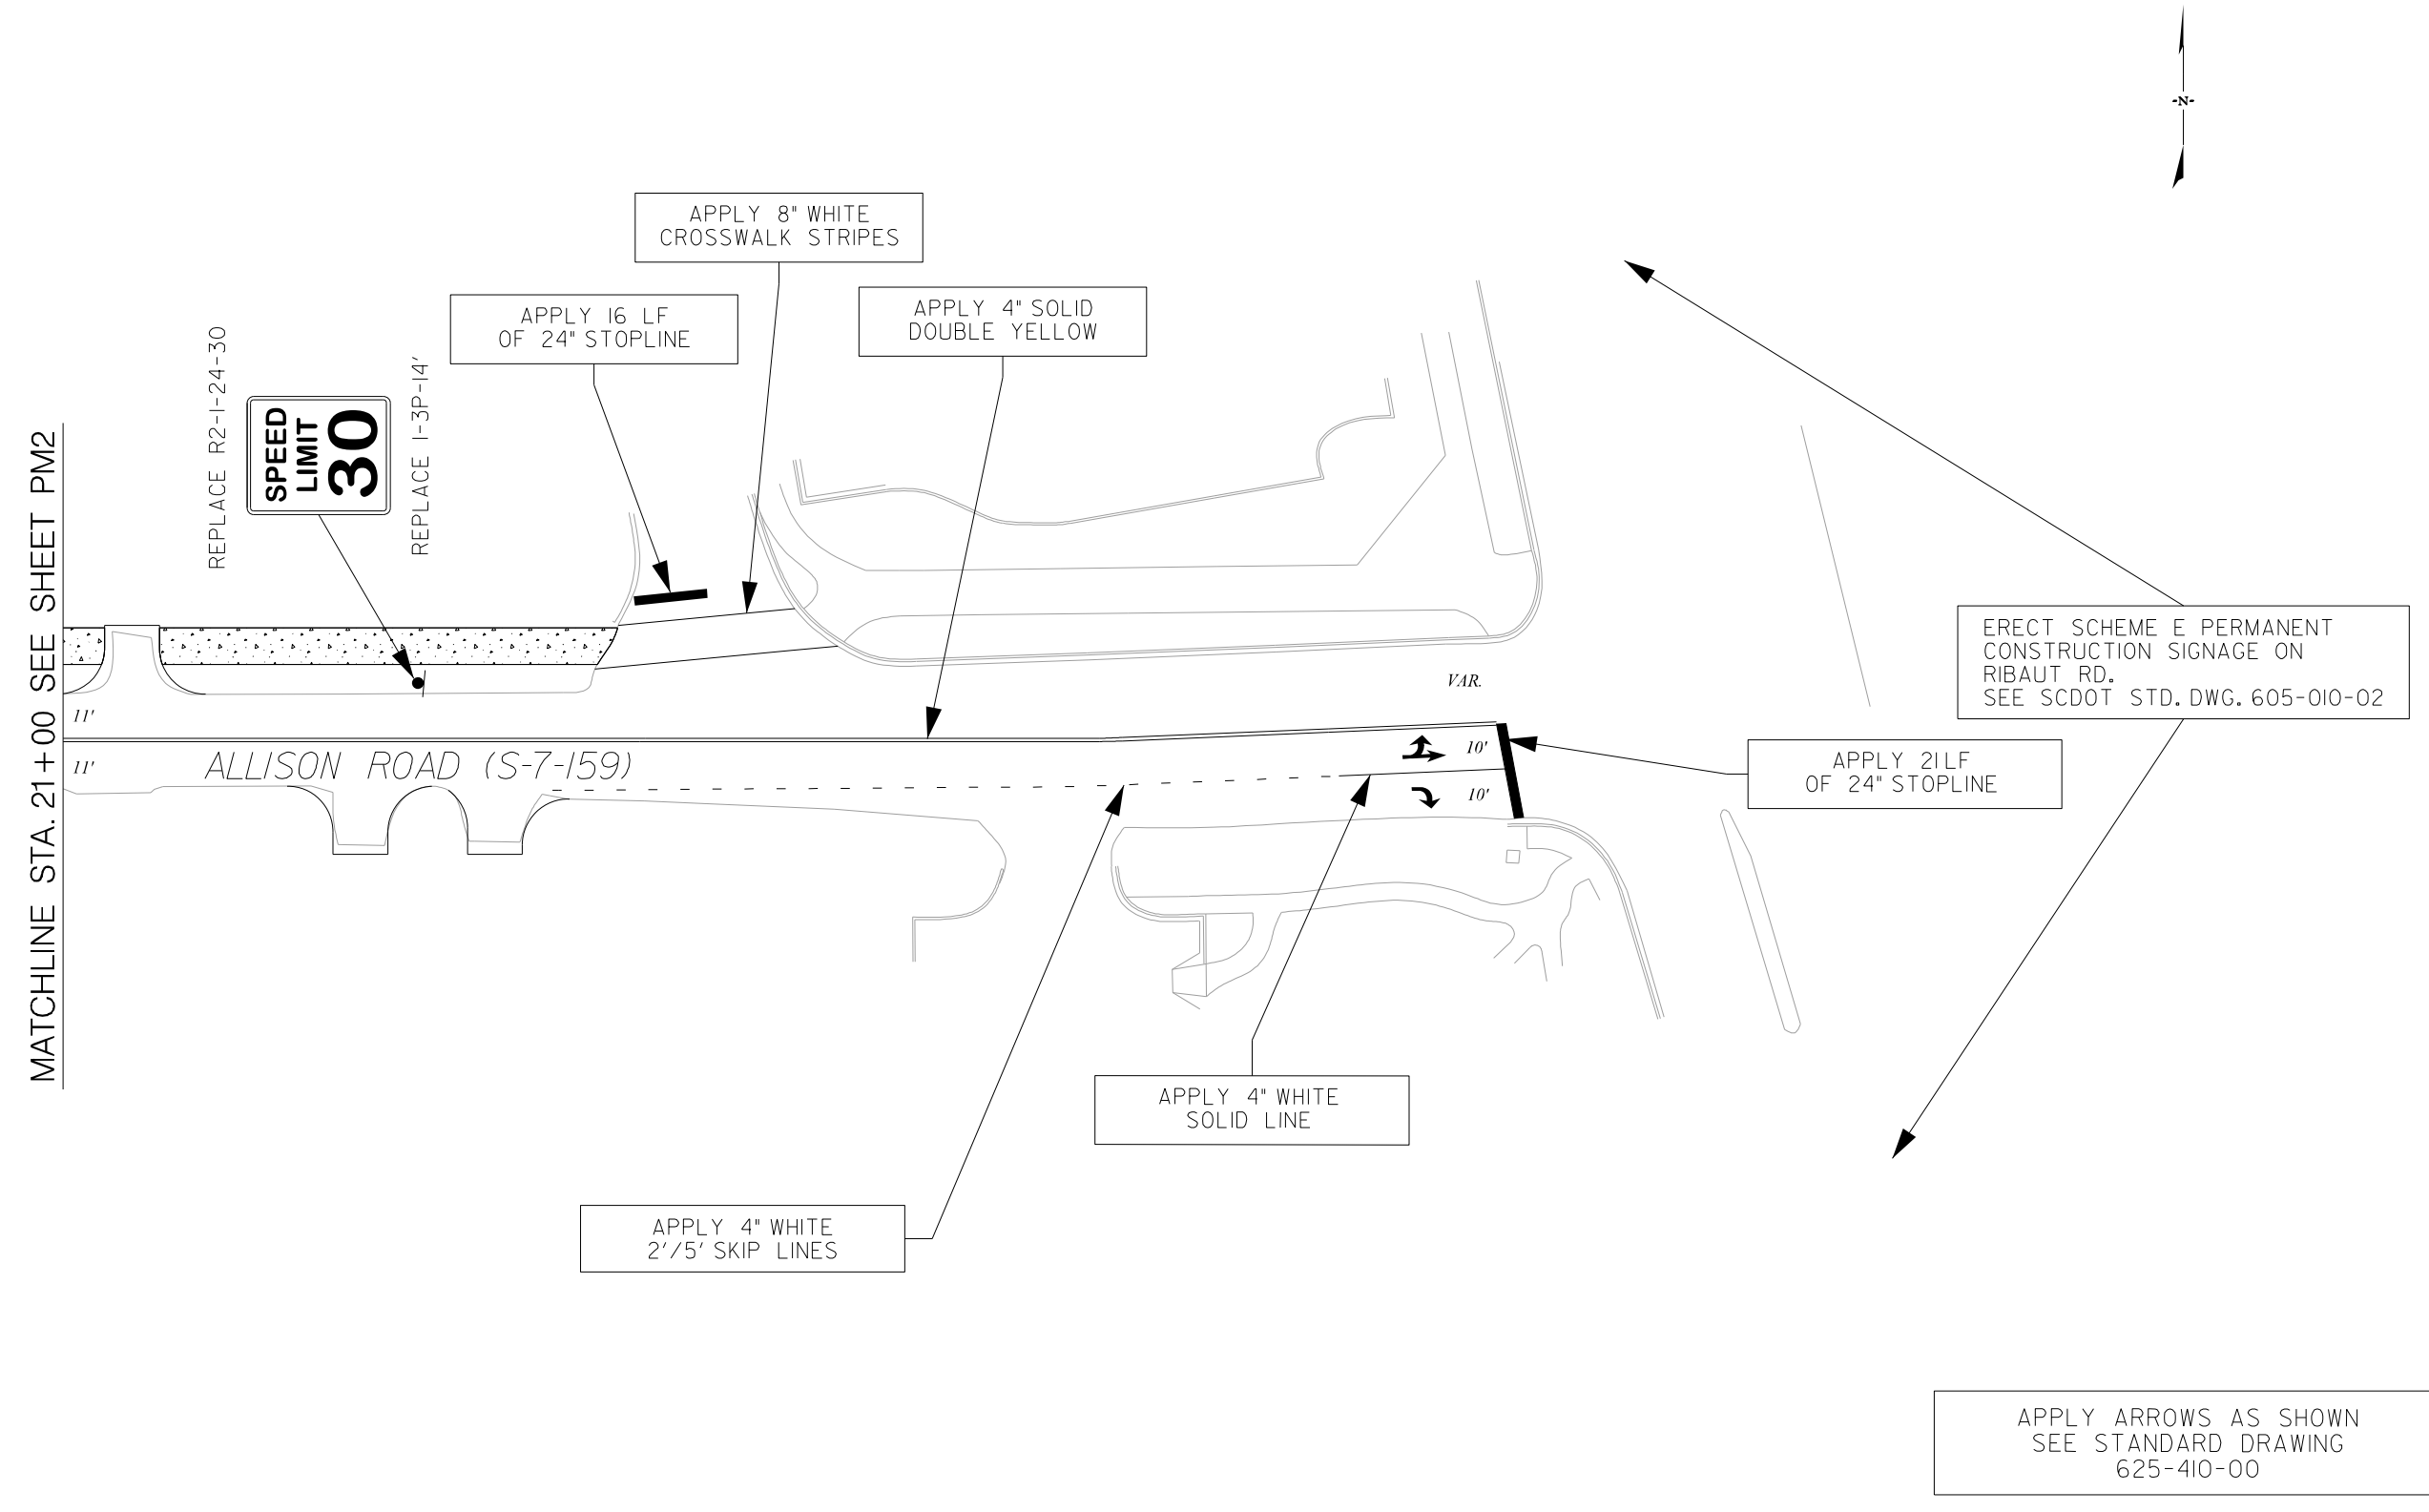 -N-
APPLY 8" WHITE
CROSSWALK STRIPES
APPLY 16 LF
OF 24" STOPLINE
APPLY 4" SOLID
DOUBLE YELLOW
REPLACE R2-1-24-30
SPEED
LIMIT
30
REPLACE 1-3P-14'
MATCHLINE STA. 21+00 SEE SHEET PM2
ERECT SCHEME E PERMANENT
CONSTRUCTION SIGNAGE ON
RIBAUT RD.
SEE SCDOT STD. DWG. 605-010-02
VAR.
11'
11'
ALLISON ROAD (S-7-159)
10'
10'
APPLY 21 LF
OF 24" STOPLINE
APPLY 4" WHITE
SOLID LINE
APPLY 4" WHITE
2'/5' SKIP LINES
APPLY ARROWS AS SHOWN
SEE STANDARD DRAWING
625-410-00